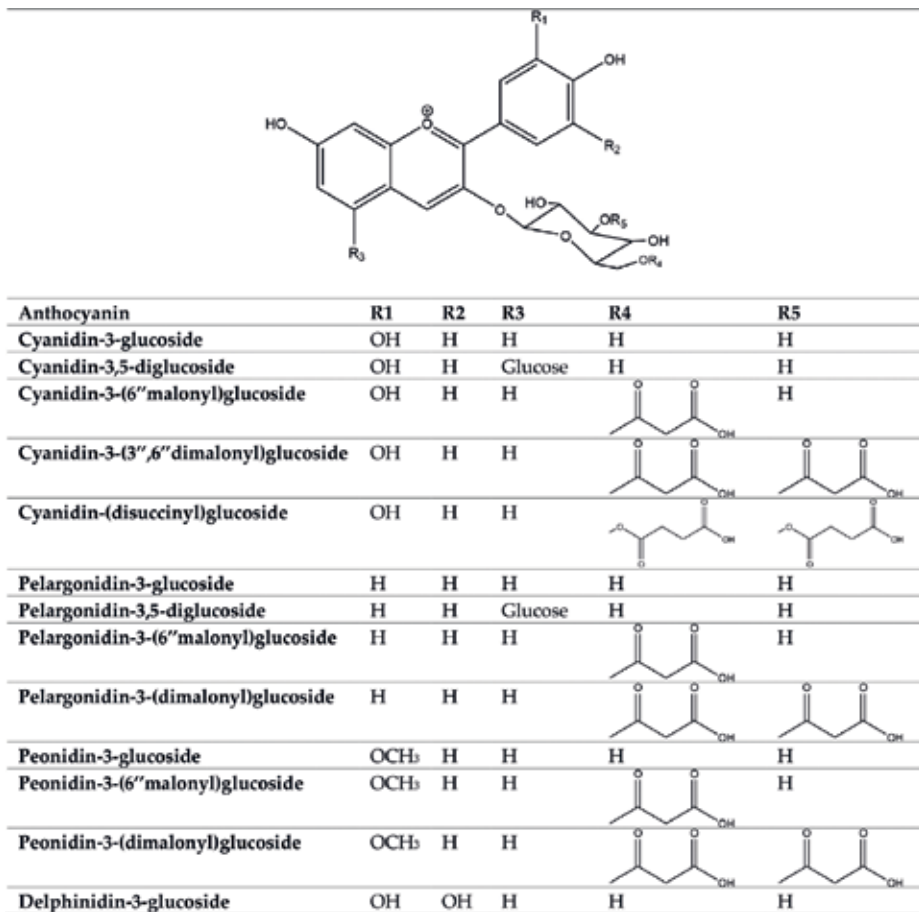 R₁
OH
HO
⊕
O
R₂
O
HO
OR₅
R₃
O
OH
OR₄
Anthocyanin R1 R2 R3 R4 R5
Cyanidin-3-glucoside OH H H H H
Cyanidin-3,5-diglucoside OH H Glucose H H
Cyanidin-3-(6″malonyl)glucoside OH H H O O OH H
Cyanidin-3-(3″,6″dimalonyl)glucoside OH H H O O OH O O OH
Cyanidin-(disuccinyl)glucoside OH H H O O O OH O O O OH
Pelargonidin-3-glucoside H H H H H
Pelargonidin-3,5-diglucoside H H Glucose H H
Pelargonidin-3-(6″malonyl)glucoside H H H O O OH H
Pelargonidin-3-(dimalonyl)glucoside H H H O O OH O O OH
Peonidin-3-glucoside OCH₃ H H H H
Peonidin-3-(6″malonyl)glucoside OCH₃ H H O O OH H
Peonidin-3-(dimalonyl)glucoside OCH₃ H H O O OH O O OH
Delphinidin-3-glucoside OH OH H H H